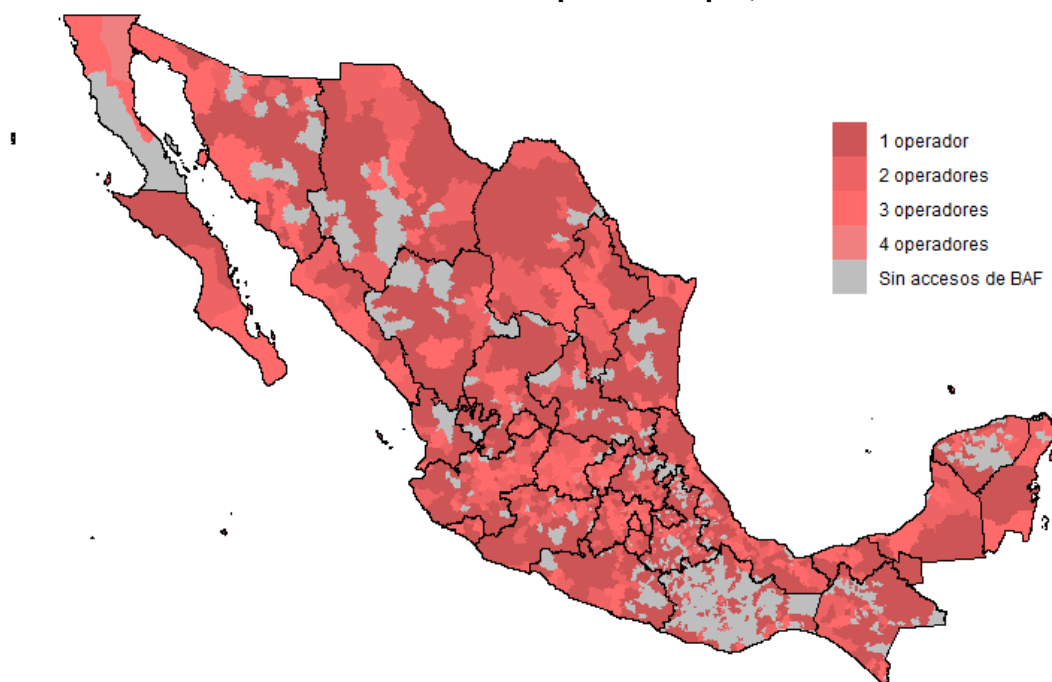 1 operador
2 operadores
3 operadores
4 operadores
Sin accesos de BAF